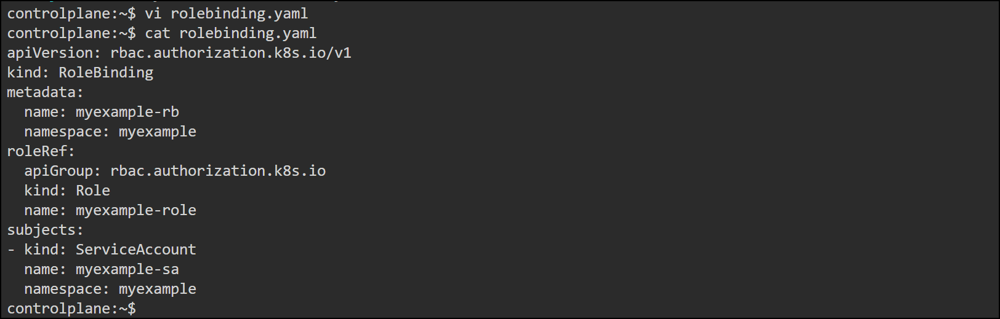 controlplane:~$ vi rolebinding.yaml
controlplane:~$ cat rolebinding.yaml
apiVersion: rbac.authorization.k8s.io/v1
kind: RoleBinding
metadata:
  name: myexample-rb
  namespace: myexample
roleRef:
  apiGroup: rbac.authorization.k8s.io
  kind: Role
  name: myexample-role
subjects:
- kind: ServiceAccount
  name: myexample-sa
  namespace: myexample
controlplane:~$